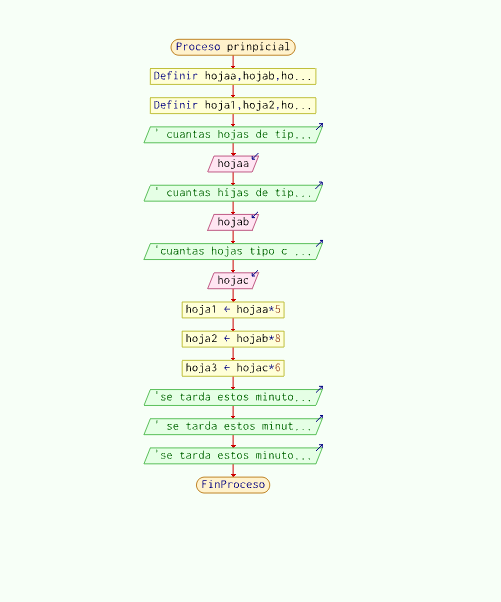 Proceso prinpicial
Definir hojaa,hojab,ho...
Definir hoja1,hoja2,ho...
' cuantas hojas de tip...
hojaa
' cuantas hijas de tip...
hojab
'cuantas hojas tipo c ...
hojac
hoja1 ← hojaa*5
hoja2 ← hojab*8
hoja3 ← hojac*6
'se tarda estos minuto...
' se tarda estos minut...
'se tarda estos minuto...
FinProceso